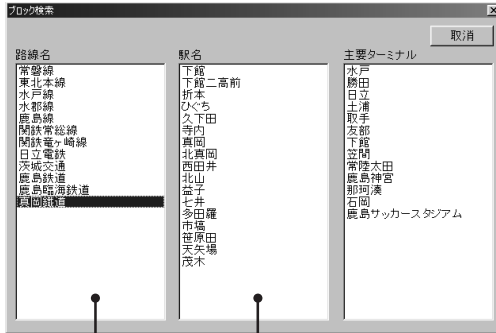 ブロック検索
取消
路線名
常磐線
東北本線
水戸線
水郡線
鹿島線
関鉄常総線
関鉄竜ヶ崎線
日立電鉄
茨城交通
鹿島鉄道
鹿島臨海鉄道
真岡鐵道
駅名
下館
下館二高前
折本
ひぐち
久下田
寺内
真岡
北真岡
西田井
北山
益子
七井
多田羅
市塙
笹原田
天矢場
茂木
主要ターミナル
水戸
勝田
日立
土浦
取手
友部
下館
笠間
常陸太田
鹿島神宮
那珂湊
石岡
鹿島サッカースタジアム